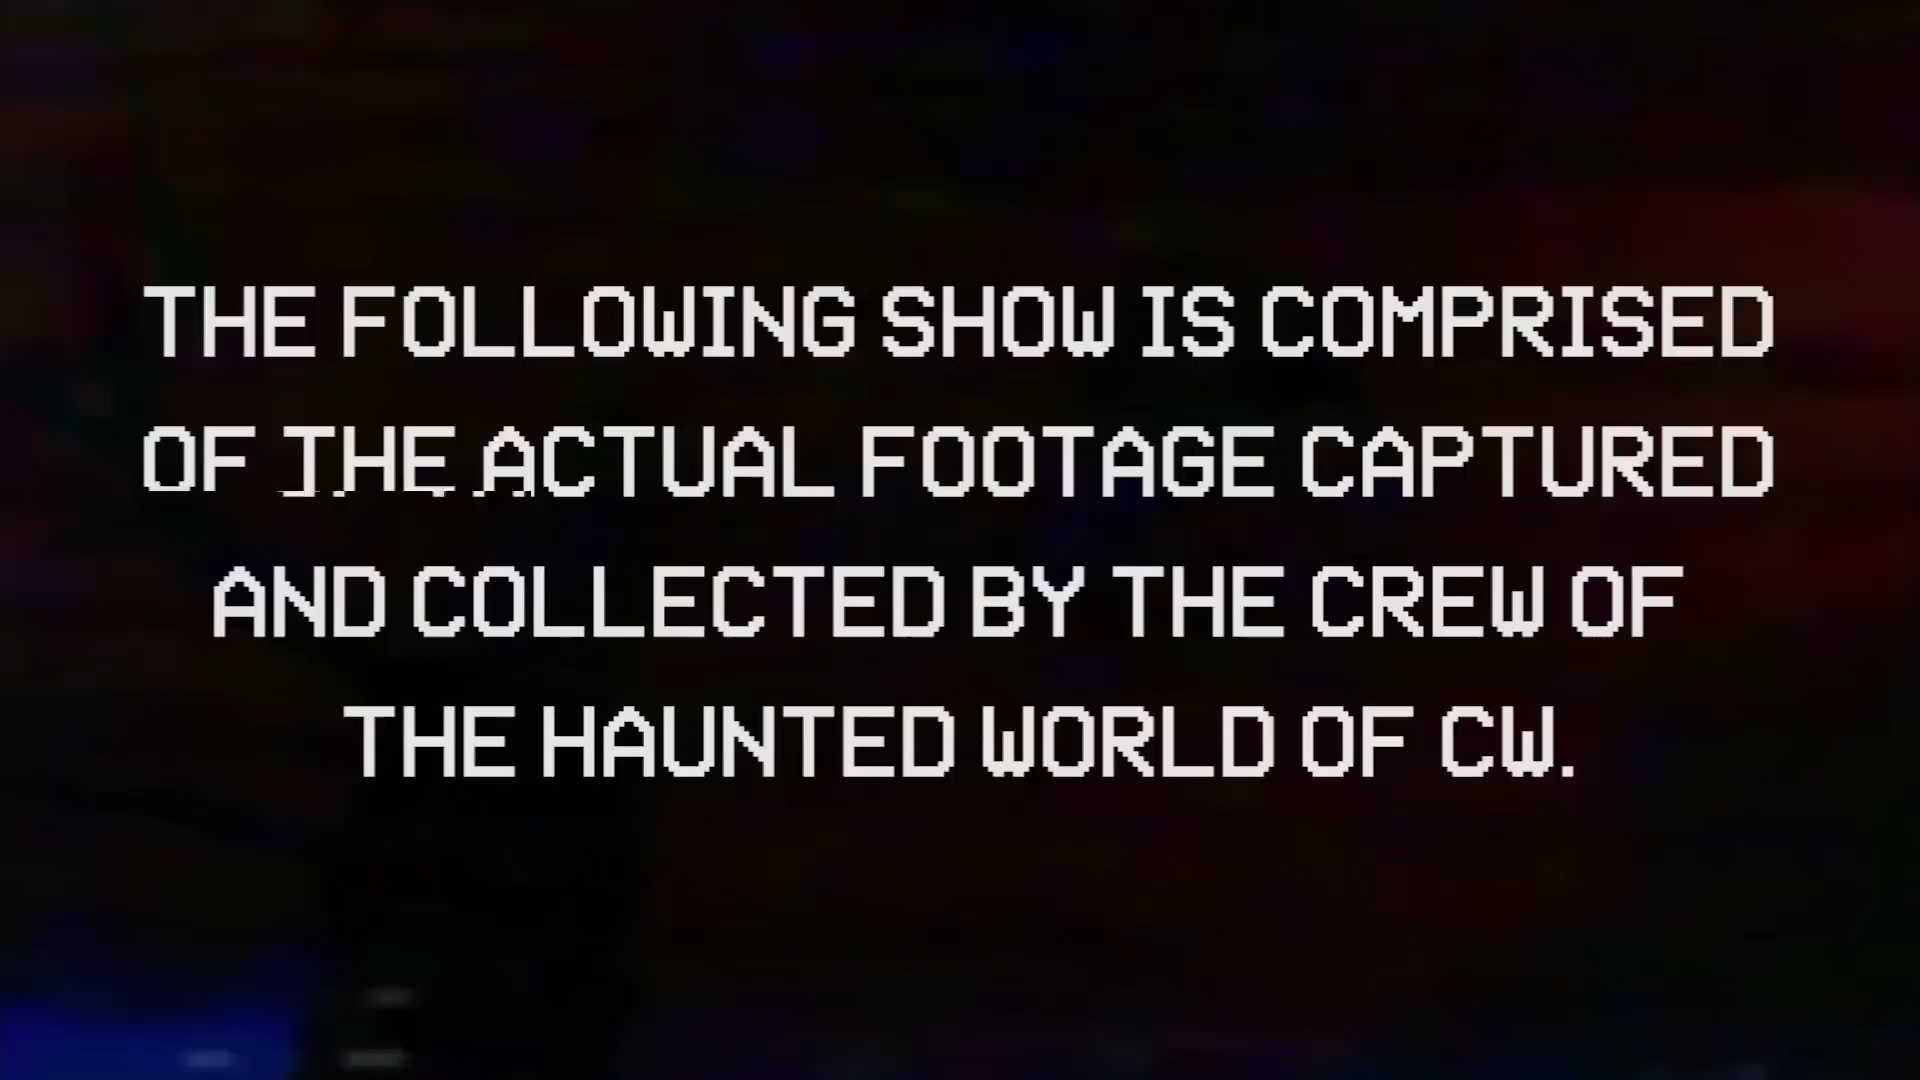 THE FOLLOWING SHOW IS COMPRISED
OF THE ACTUAL FOOTAGE CAPTURED
AND COLLECTED BY THE CREW OF
THE HAUNTED WORLD OF CW.